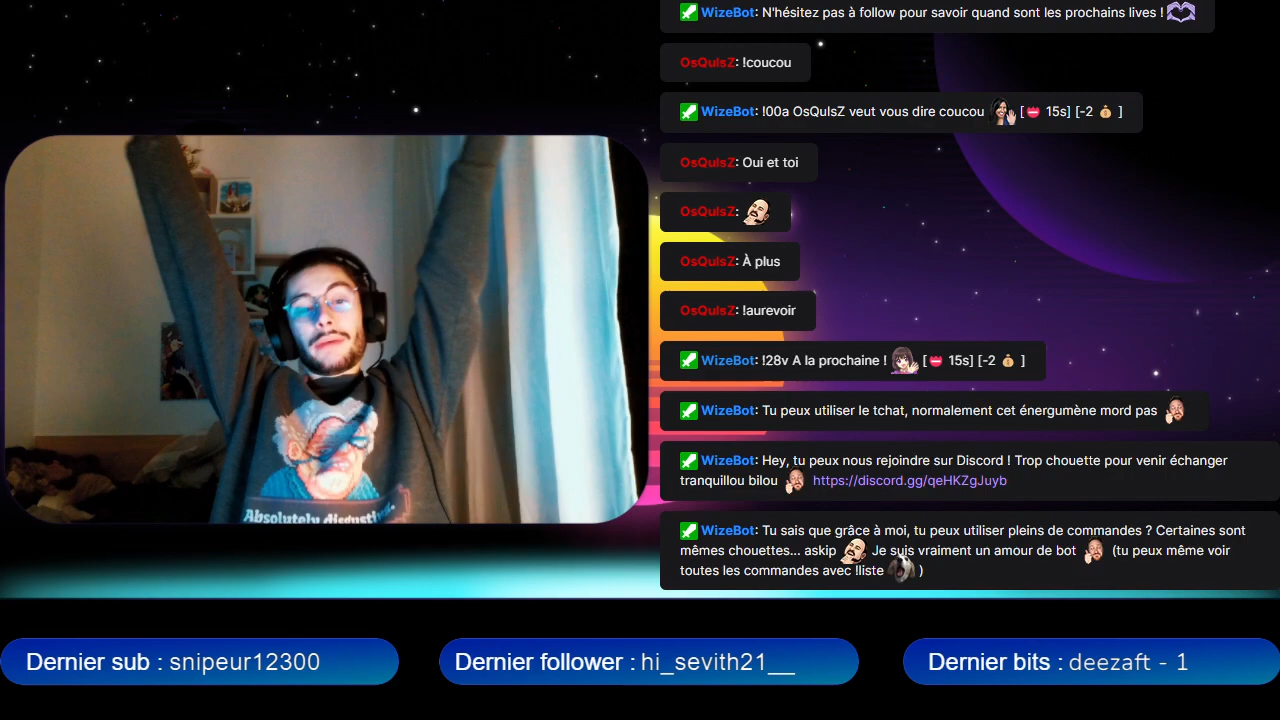 WizeBot: N'hésitez pas à follow pour savoir quand sont les prochains lives !
OsQuIsZ: !coucou
WizeBot: !00a OsQuIsZ veut vous dire coucou [ 15s] [-2 ]
OsQuIsZ: Oui et toi
OsQuIsZ:
OsQuIsZ: À plus
OsQuIsZ: !aurevoir
WizeBot: !28v A la prochaine ! [ 15s] [-2 ]
WizeBot: Tu peux utiliser le tchat, normalement cet énergumène mord pas
WizeBot: Hey, tu peux nous rejoindre sur Discord ! Trop chouette pour venir échanger
tranquillou bilou https://discord.gg/qeHKZgJuyb
WizeBot: Tu sais que grâce à moi, tu peux utiliser pleins de commandes ? Certaines sont
mêmes chouettes... askip Je suis vraiment un amour de bot (tu peux même voir
toutes les commandes avec !liste )
Absolutely disgusting.
Dernier sub : snipeur12300
Dernier follower : hi_sevith21__
Dernier bits : deezaft - 1